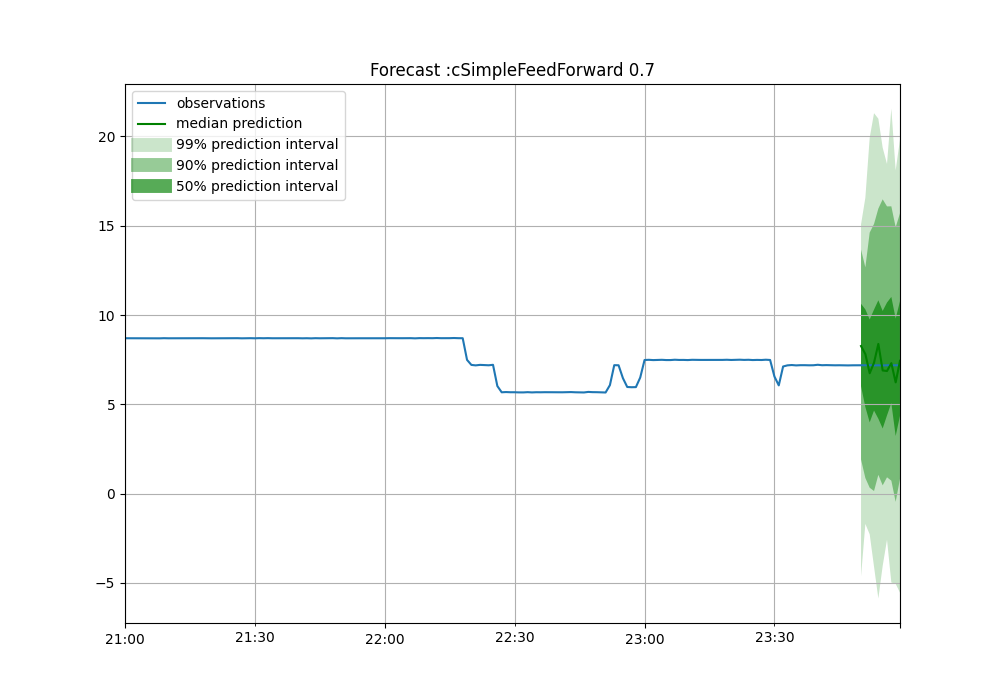 Forecast :cSimpleFeedForward 0.7
observations
median prediction
99% prediction interval
90% prediction interval
50% prediction interval
20
15
10
5
0
−5
21:00
21:30
22:00
22:30
23:00
23:30